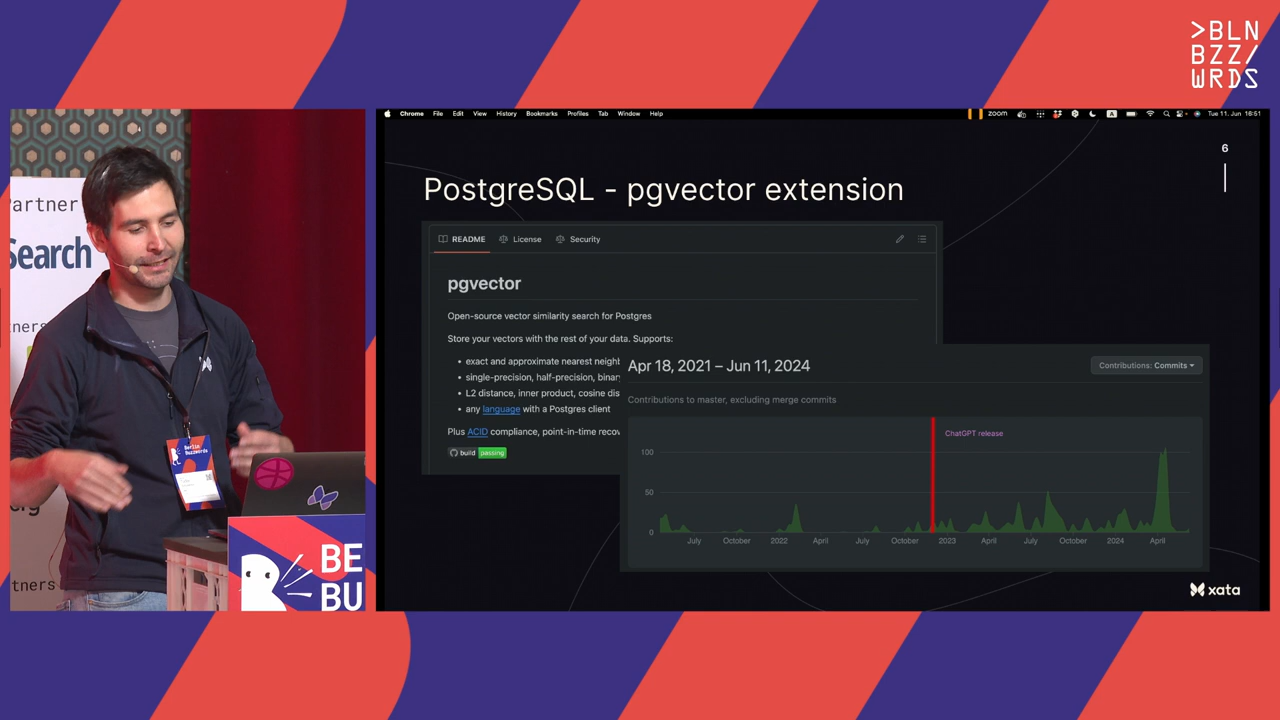 >BLN
BZZ/
WRDS
Partner
Search
BE
BU
Berlin
Buzzwords
Chrome File Edit View History Bookmarks Profiles Tab Window Help
zoom
A
Tue 11. Jun 16:51
6
PostgreSQL - pgvector extension
README License Security
pgvector
Open-source vector similarity search for Postgres
Store your vectors with the rest of your data. Supports:
• exact and approximate nearest neighb
• single-precision, half-precision, binar
• L2 distance, inner product, cosine dis
• any language with a Postgres client
Plus ACID compliance, point-in-time recov
build passing
Apr 18, 2021 – Jun 11, 2024
Contributions: Commits
Contributions to master, excluding merge commits
ChatGPT release
100
50
0
July October 2022 April July October 2023 April July October 2024 April
xata